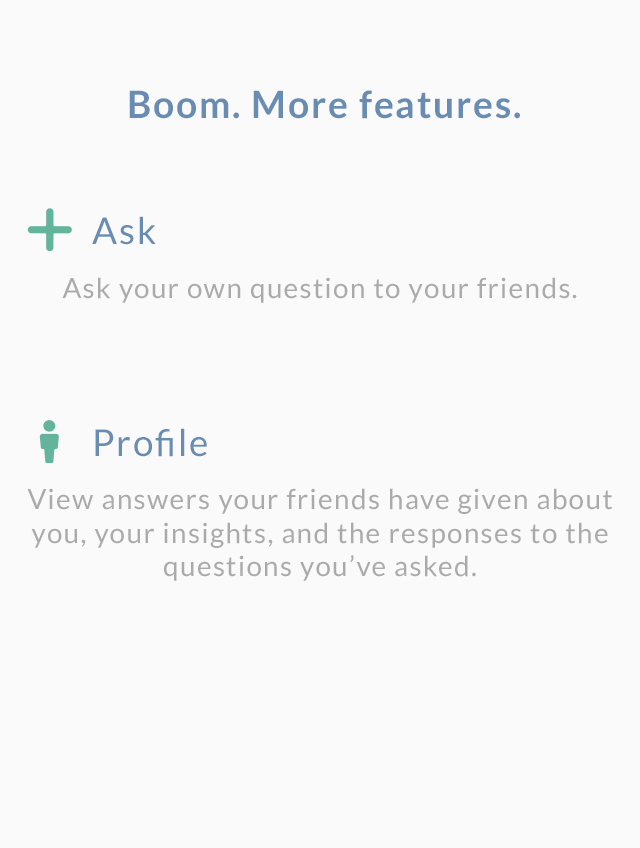 Boom. More features.
Ask
Ask your own question to your friends.
Profile
View answers your friends have given about
you, your insights, and the responses to the
questions you’ve asked.